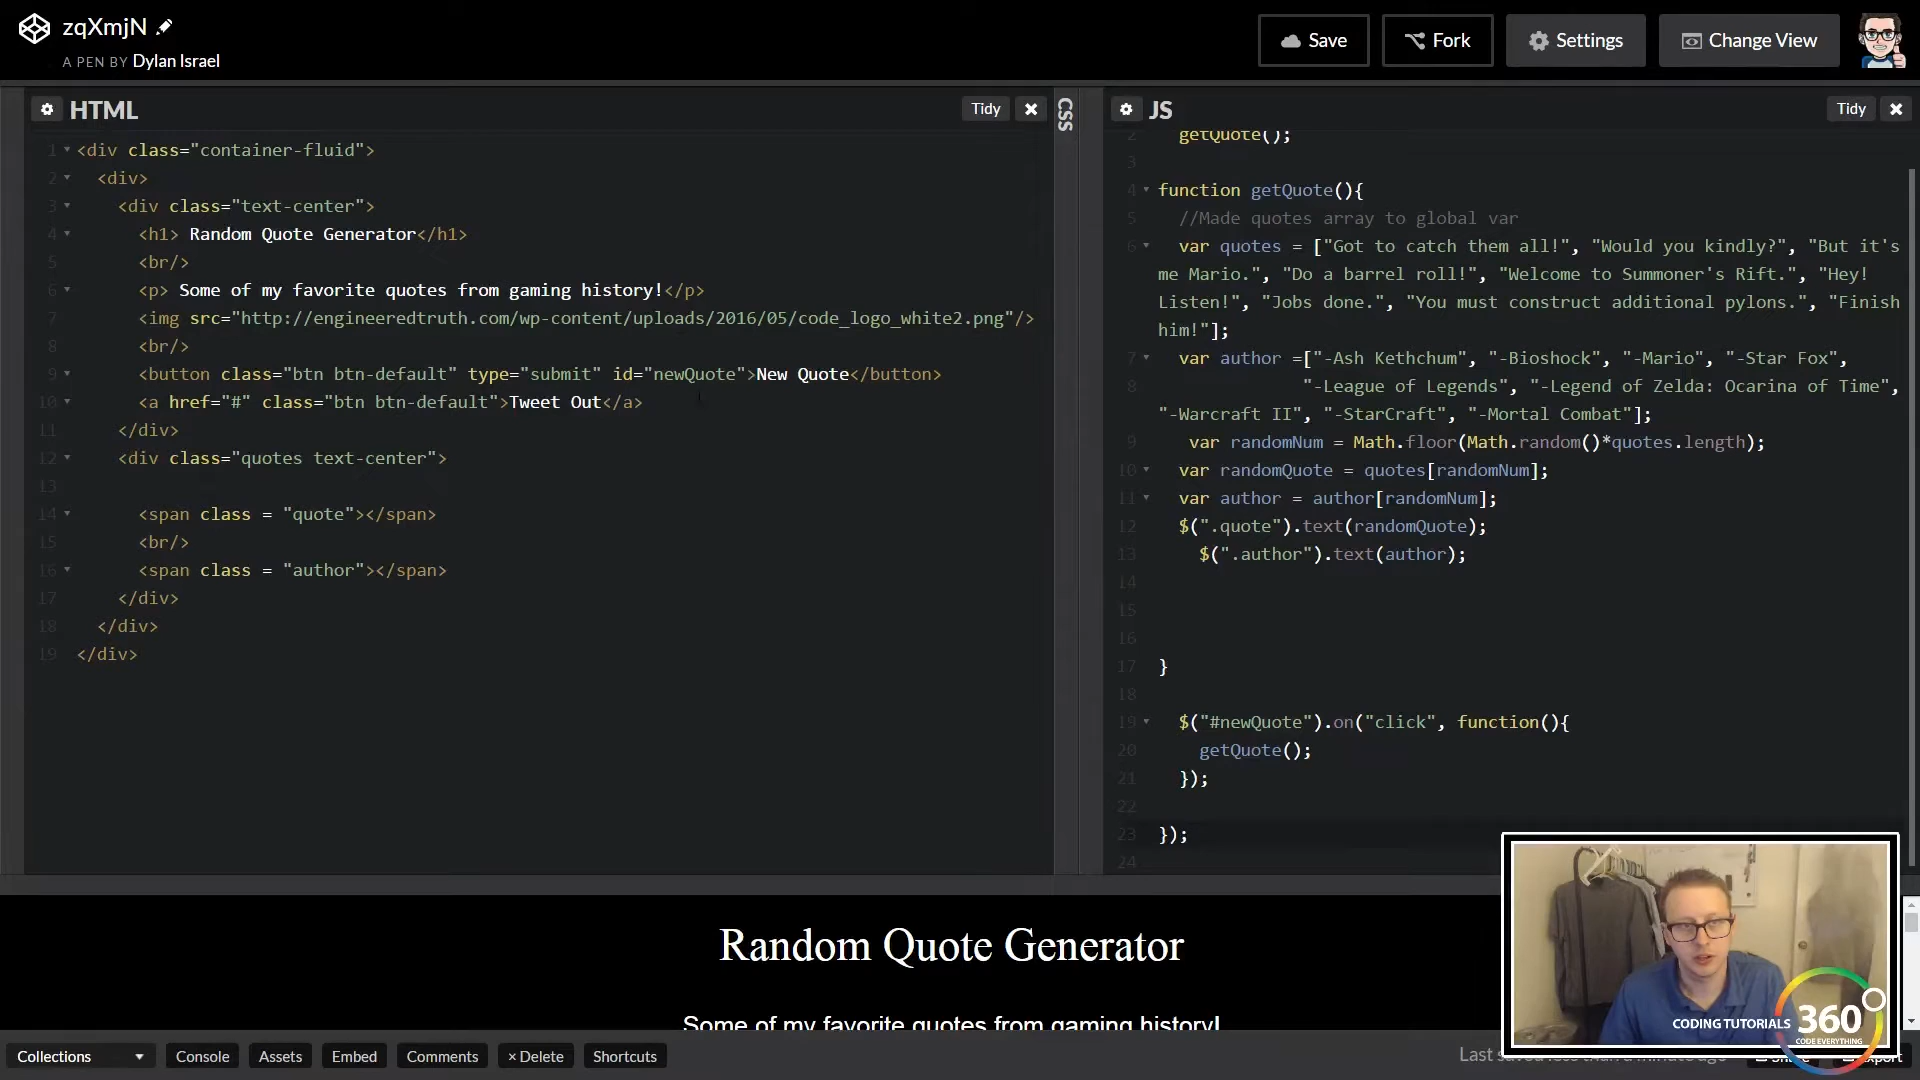 zqXmjN
A PEN BY Dylan Israel
Save
Fork
Settings
Change View
HTML
Tidy
CSS
JS
Tidy
1 <div class="container-fluid">
2 <div>
3 <div class="text-center">
4 <h1> Random Quote Generator</h1>
5 <br/>
6 <p> Some of my favorite quotes from gaming history!</p>
7 <img src="http://engineeredtruth.com/wp-content/uploads/2016/05/code_logo_white2.png"/>
8 <br/>
9 <button class="btn btn-default" type="submit" id="newQuote">New Quote</button>
10 <a href="#" class="btn btn-default">Tweet Out</a>
11 </div>
12 <div class="quotes text-center">
13
14 <span class = "quote"></span>
15 <br/>
16 <span class = "author"></span>
17 </div>
18 </div>
19 </div>
2 getQuote();
3
4 function getQuote(){
5 //Made quotes array to global var
6 var quotes = ["Got to catch them all!", "Would you kindly?", "But it's
me Mario.", "Do a barrel roll!", "Welcome to Summoner's Rift.", "Hey!
Listen!", "Jobs done.", "You must construct additional pylons.", "Finish
him!"];
7 var author =["-Ash Kethchum", "-Bioshock", "-Mario", "-Star Fox",
8 "-League of Legends", "-Legend of Zelda: Ocarina of Time",
"-Warcraft II", "-StarCraft", "-Mortal Combat"];
9 var randomNum = Math.floor(Math.random()*quotes.length);
10 var randomQuote = quotes[randomNum];
11 var author = author[randomNum];
12 $(".quote").text(randomQuote);
13 $(".author").text(author);
14
15
16
17 }
18
19 $("#newQuote").on("click", function(){
20 getQuote();
21 });
22
23 });
24
Random Quote Generator
Some of my favorite quotes from gaming history!
CODING TUTORIALS 360
CODE EVERYTHING
Collections
Console
Assets
Embed
Comments
× Delete
Shortcuts
Last saved less than a minute ago